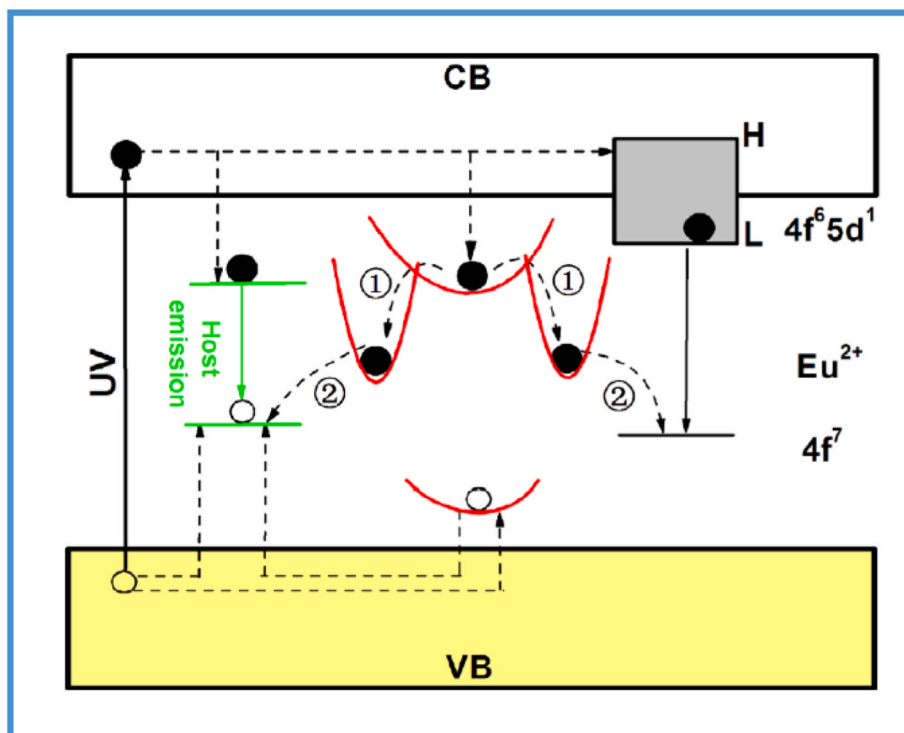 CB
H
L
4f⁶5d¹
① ①
UV
Host
emission
② ②
Eu²⁺
4f⁷
VB